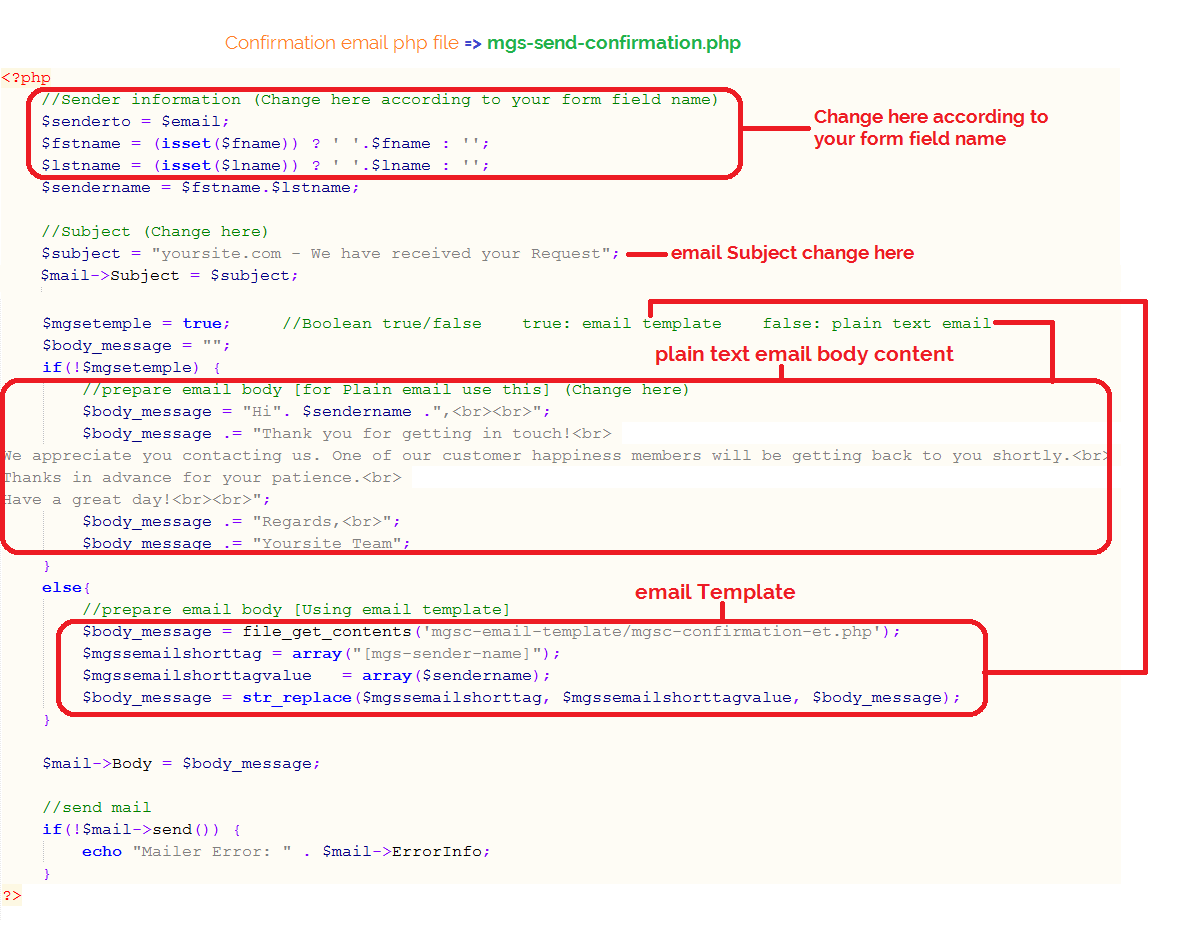 Confirmation email php file => mgs-send-confirmation.php
<?php
//Sender information (Change here according to your form field name)
$senderto = $email;
$fstname = (isset($fname)) ? ' '.$fname : '';
$lstname = (isset($lname)) ? ' '.$lname : '';
$sendername = $fstname.$lstname;
Change here according to
your form field name
//Subject (Change here)
$subject = "yoursite.com - We have received your Request";
email Subject change here
$mail->Subject = $subject;
$mgsetemple = true; //Boolean true/false true: email template false: plain text email
$body_message = "";
plain text email body content
if(!$mgsetemple) {
//prepare email body [for Plain email use this] (Change here)
$body_message = "Hi". $sendername .",<br><br>";
$body_message .= "Thank you for getting in touch!<br>
We appreciate you contacting us. One of our customer happiness members will be getting back to you shortly.<br>
Thanks in advance for your patience.<br>
Have a great day!<br><br>";
$body_message .= "Regards,<br>";
$body_message .= "Yoursite Team";
}
else{
email Template
//prepare email body [Using email template]
$body_message = file_get_contents('mgsc-email-template/mgsc-confirmation-et.php');
$mgssemailshorttag = array("[mgs-sender-name]");
$mgssemailshorttagvalue = array($sendername);
$body_message = str_replace($mgssemailshorttag, $mgssemailshorttagvalue, $body_message);
}
$mail->Body = $body_message;
//send mail
if(!$mail->send()) {
echo "Mailer Error: " . $mail->ErrorInfo;
}
?>